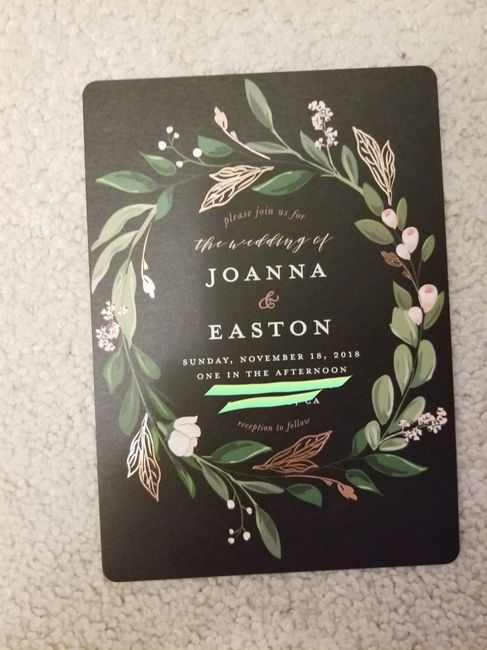 please join us for
the wedding of
JOANNA
&
EASTON
SUNDAY, NOVEMBER 18, 2018
ONE IN THE AFTERNOON
, CA
reception to follow